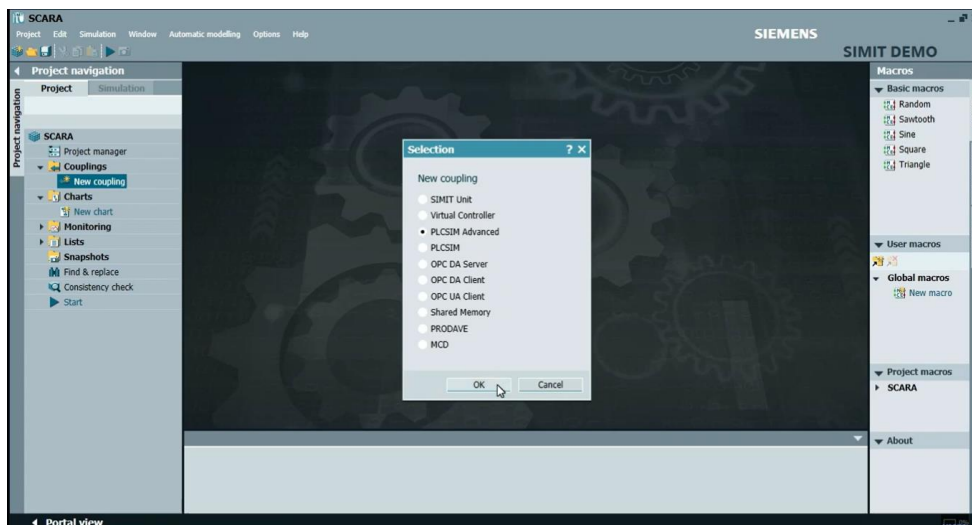 SCARA
Project Edit Simulation Window Automatic modelling Options Help
SIEMENS
SIMIT DEMO
Project navigation
Project navigation
Project Simulation
SCARA
Project manager
Couplings
New coupling
Charts
New chart
Monitoring
Lists
Snapshots
Find & replace
Consistency check
Start
Selection ? X
New coupling
SIMIT Unit
Virtual Controller
PLCSIM Advanced
PLCSIM
OPC DA Server
OPC DA Client
OPC UA Client
Shared Memory
PRODAVE
MCD
OK Cancel
Macros
Basic macros
Random
Sawtooth
Sine
Square
Triangle
User macros
Global macros
New macro
Project macros
SCARA
About
Portal view